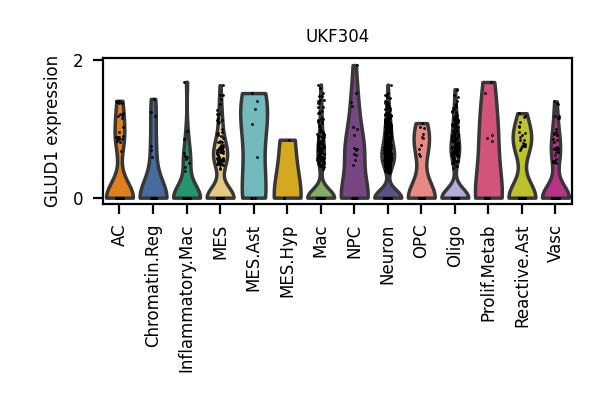 UKF304
GLUD1 expression
2
0
AC
Chromatin.Reg
Inflammatory.Mac
MES
MES.Ast
MES.Hyp
Mac
NPC
Neuron
OPC
Oligo
Prolif.Metab
Reactive.Ast
Vasc